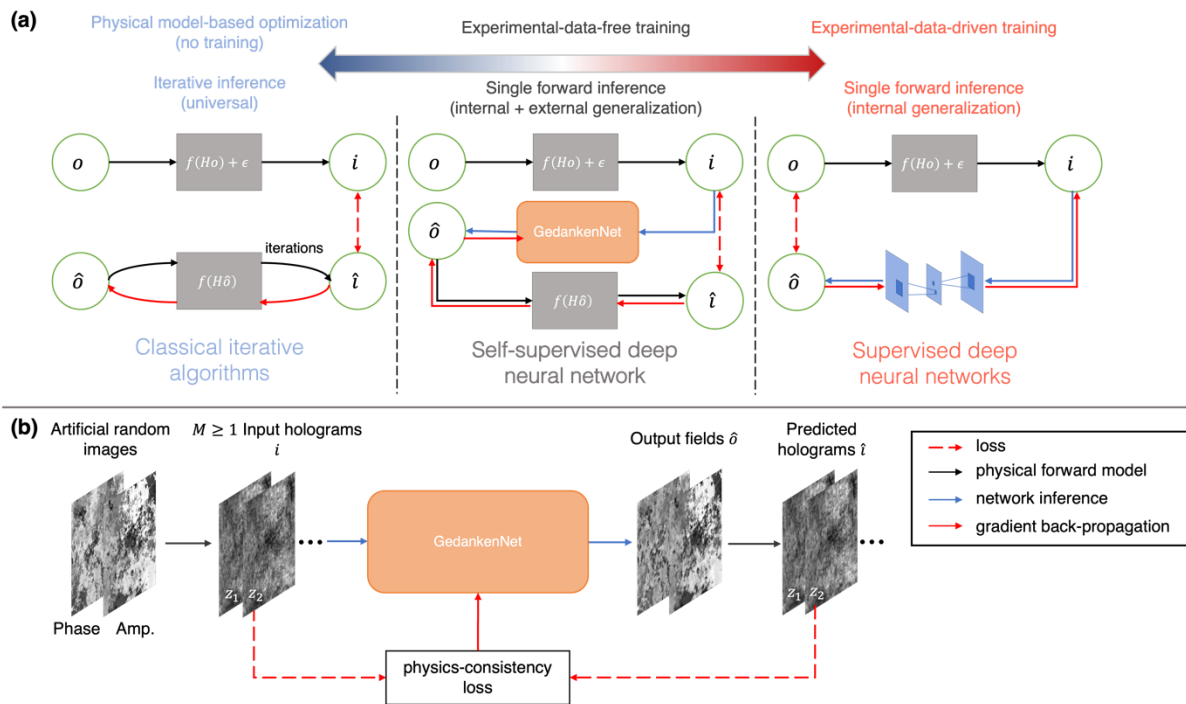 (a)
Physical model-based optimization
(no training)
Experimental-data-free training
Experimental-data-driven training
Iterative inference
(universal)
Single forward inference
(internal + external generalization)
Single forward inference
(internal generalization)
o
f(Ho) + ϵ
i
iterations
ô
f(Hô)
î
Classical iterative
algorithms
o
f(Ho) + ϵ
i
ô
GedankenNet
f(Hô)
î
Self-supervised deep
neural network
o
f(Ho) + ϵ
i
ô
Supervised deep
neural networks
(b)
Artificial random
images
Phase Amp.
M ≥ 1 Input holograms
i
z₁ z₂
•••
GedankenNet
Output fields ô
Predicted
holograms î
z₁ z₂
•••
physics-consistency
loss
loss
physical forward model
network inference
gradient back-propagation